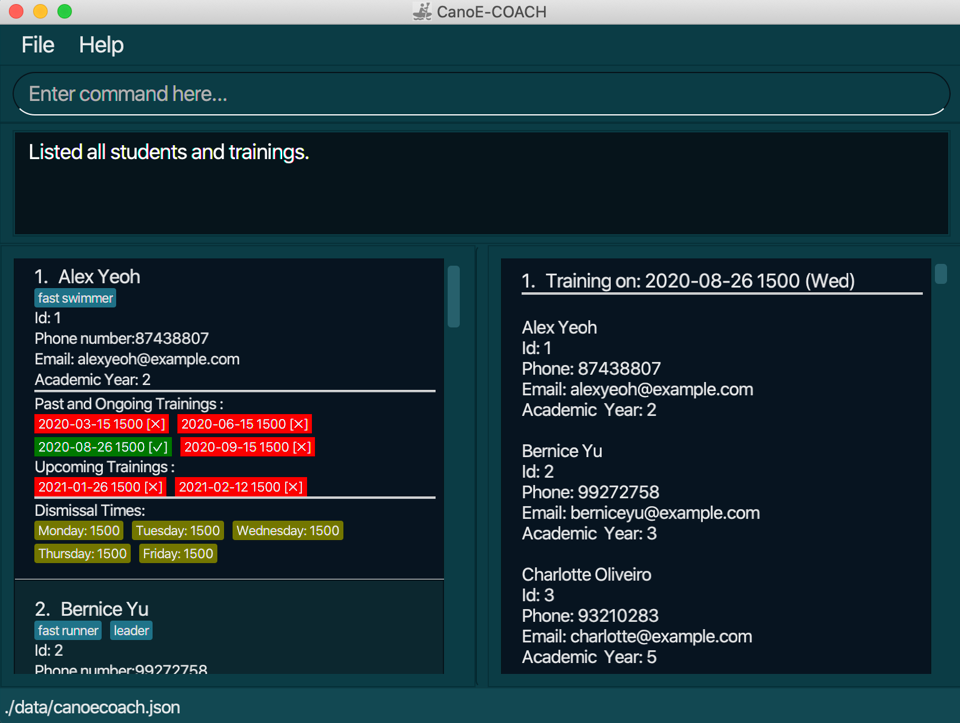 CanoE-COACH
File Help
Enter command here...
Listed all students and trainings.
1. Alex Yeoh
fast swimmer
Id: 1
Phone number:87438807
Email: alexyeoh@example.com
Academic Year: 2
Past and Ongoing Trainings :
2020-03-15 1500 [✕] 2020-06-15 1500 [✕]
2020-08-26 1500 [✓] 2020-09-15 1500 [✕]
Upcoming Trainings :
2021-01-26 1500 [✕] 2021-02-12 1500 [✕]
Dismissal Times:
Monday: 1500 Tuesday: 1500 Wednesday: 1500
Thursday: 1500 Friday: 1500
2. Bernice Yu
fast runner leader
Id: 2
Phone number:99272758
1. Training on: 2020-08-26 1500 (Wed)
Alex Yeoh
Id: 1
Phone: 87438807
Email: alexyeoh@example.com
Academic Year: 2
Bernice Yu
Id: 2
Phone: 99272758
Email: berniceyu@example.com
Academic Year: 3
Charlotte Oliveiro
Id: 3
Phone: 93210283
Email: charlotte@example.com
Academic Year: 5
./data/canoecoach.json